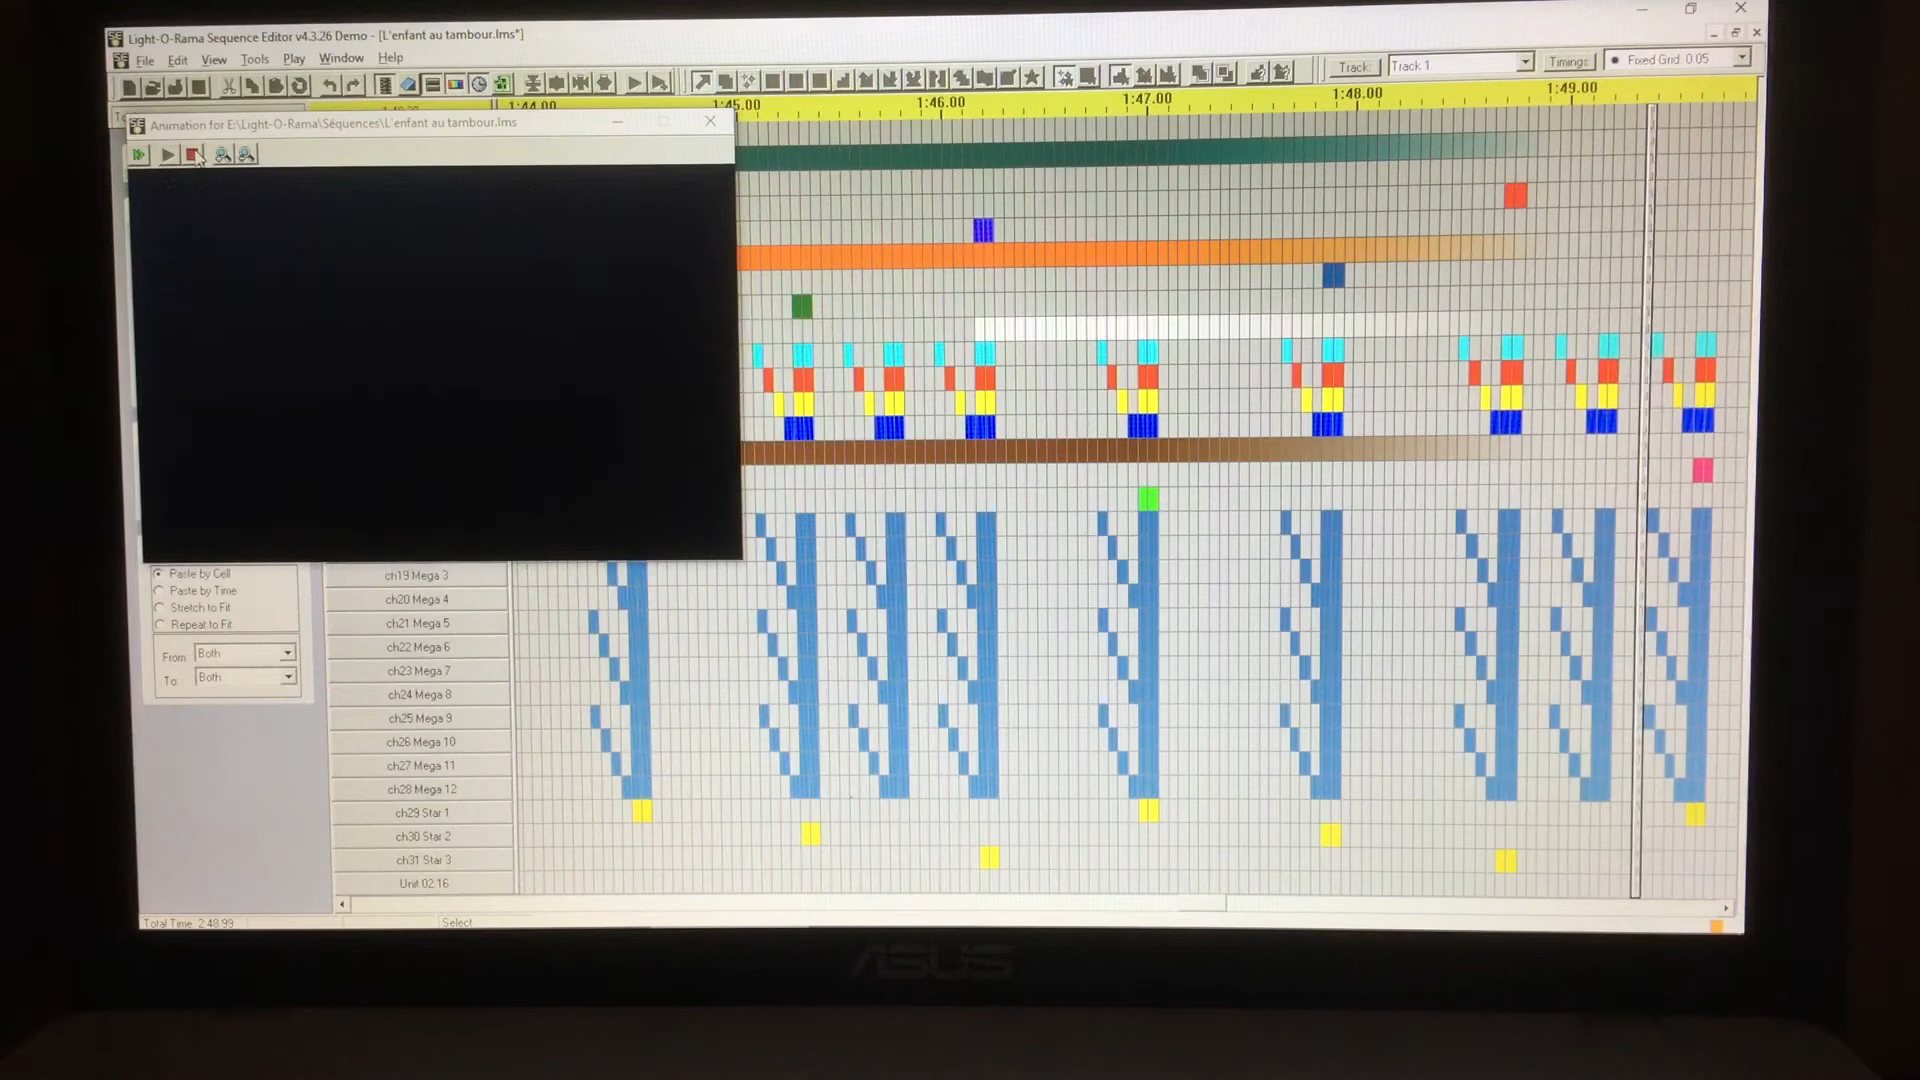 Light-O-Rama Sequence Editor v4.3.26 Demo - [L'enfant au tambour.lms*]
File Edit View Tools Play Window Help
Track: Track 1 Timings Fixed Grid 0.05
1:44.00 1:45.00 1:46.00 1:47.00 1:48.00 1:49.00
Animation for E:\Light-O-Rama\Séquences\L'enfant au tambour.lms
Paste by Cell
Paste by Time
Stretch to Fit
Repeat to Fit
From: Both
To: Both
ch19 Mega 3
ch20 Mega 4
ch21 Mega 5
ch22 Mega 6
ch23 Mega 7
ch24 Mega 8
ch25 Mega 9
ch26 Mega 10
ch27 Mega 11
ch28 Mega 12
ch29 Star 1
ch30 Star 2
ch31 Star 3
Unit 02.16
Total Time: 2:48.99 Select
ASUS